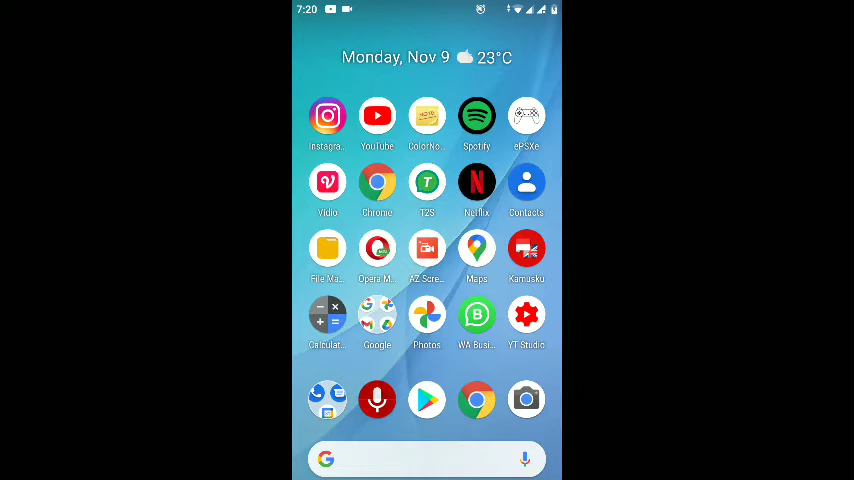 7:20
Monday, Nov 9 23°C
NOTE
Instagra.. YouTube ColorNo.. Spotify ePSXe
T
N
Vidio Chrome T2S Netflix Contacts
File Ma.. Opera M.. AZ Scre.. Maps Kamusku
B
Calculat.. Google Photos WA Busi.. YT Studio
G